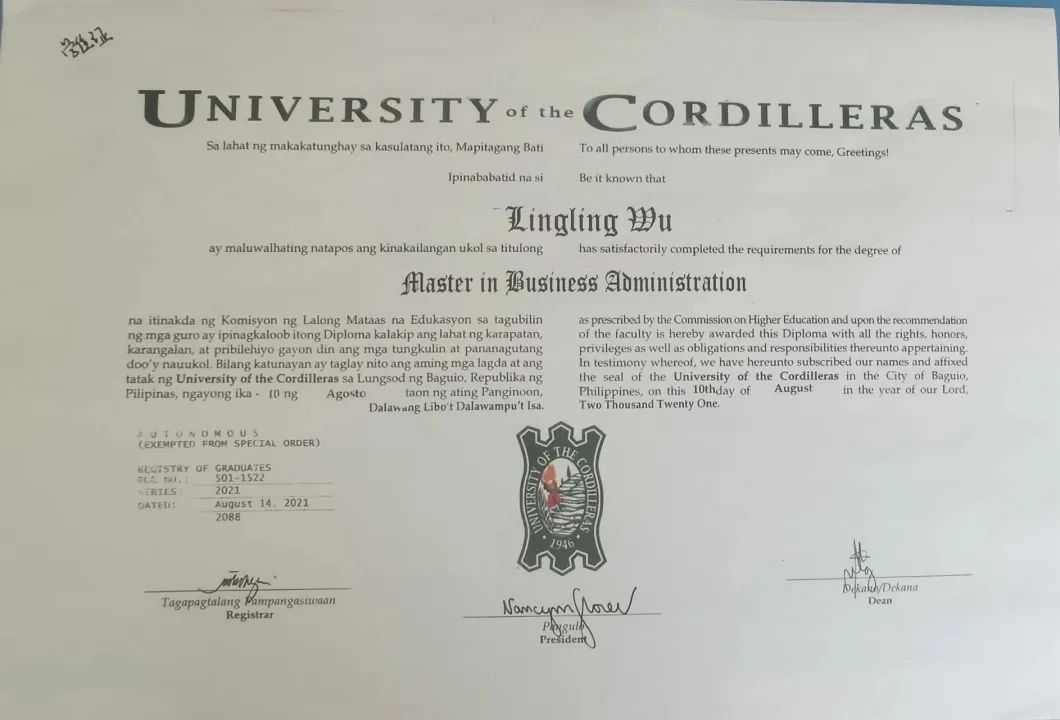 学位证
UNIVERSITY of the CORDILLERAS
Sa lahat ng makakatunghay sa kasulatang ito, Mapitagang Bati
To all persons to whom these presents may come, Greetings!
Ipinababatid na si
Be it known that
Lingling Wu
ay maluwalhating natapos ang kinakailangan ukol sa titulong
has satisfactorily completed the requirements for the degree of
Master in Business Administration
na itinakda ng Komisyon ng Lalong Mataas na Edukasyon sa tagubilin
ng mga guro ay ipinagkaloob itong Diploma kalakip ang lahat ng karapatan,
karangalan, at pribilehiyo gayon din ang mga tungkulin at pananagutang
doo'y nauukol. Bilang katunayan ay taglay nito ang aming mga lagda at ang
tatak ng University of the Cordilleras sa Lungsod ng Baguio, Republika ng
Pilipinas, ngayong ika - 10 ng Agosto taon ng ating Panginoon,
Dalawang Libo't Dalawampu't Isa.
as prescribed by the Commission on Higher Education and upon the recommendation
of the faculty is hereby awarded this Diploma with all the rights, honors,
privileges as well as obligations and responsibilities thereunto appertaining.
In testimony whereof, we have hereunto subscribed our names and affixed
the seal of the University of the Cordilleras in the City of Baguio,
Philippines, on this 10thday of August in the year of our Lord,
Two Thousand Twenty One.
AUTONOMOUS
(EXEMPTED FROM SPECIAL ORDER)
REGISTRY OF GRADUATES
REG. NO.: 501-1522
SERIES: 2021
DATED: August 14, 2021
2088
UNIVERSITY OF THE CORDILLERAS
1946
Tagapagtalang Pampangasiwaan
Registrar
Pangulo
President
Dekano/Dekana
Dean